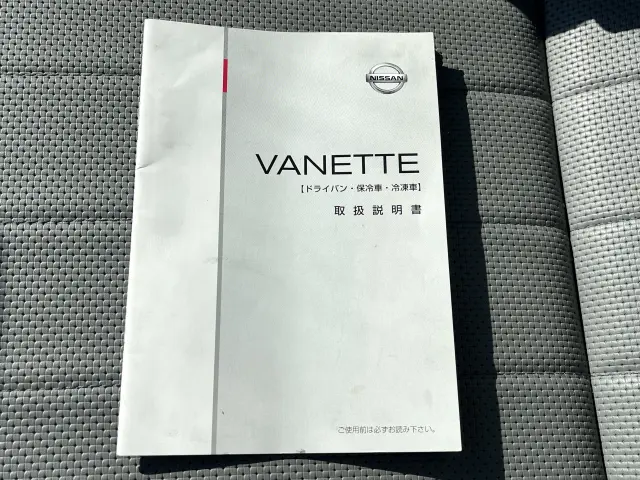 NISSAN
VANETTE
【ドライバン・保冷車・冷凍車】
取扱説明書
ご使用前は必ずお読み下さい。